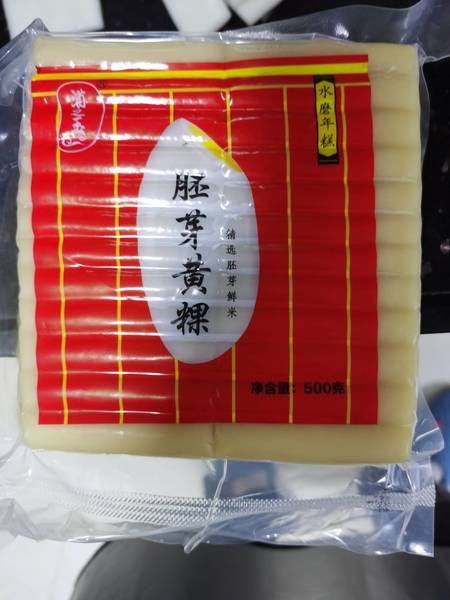 水磨年糕
胚芽黄粿
精选胚芽鲜米
净含量：500克